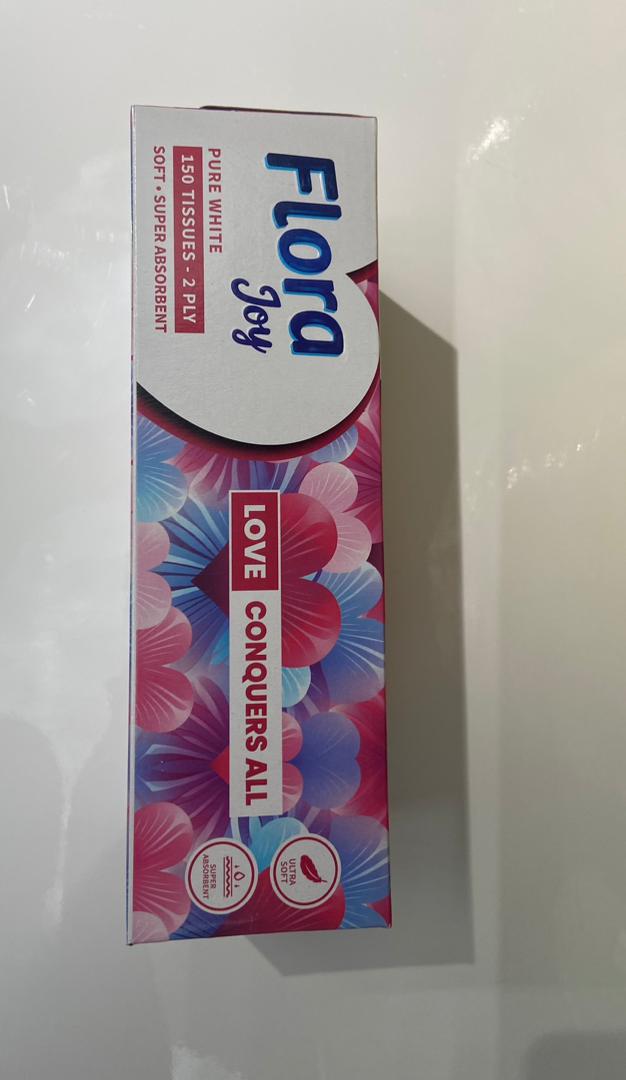 Flora
Joy
PURE WHITE
150 TISSUES - 2 PLY
SOFT • SUPER ABSORBENT
LOVE CONQUERS ALL
ULTRA
SOFT
SUPER
ABSORBENT